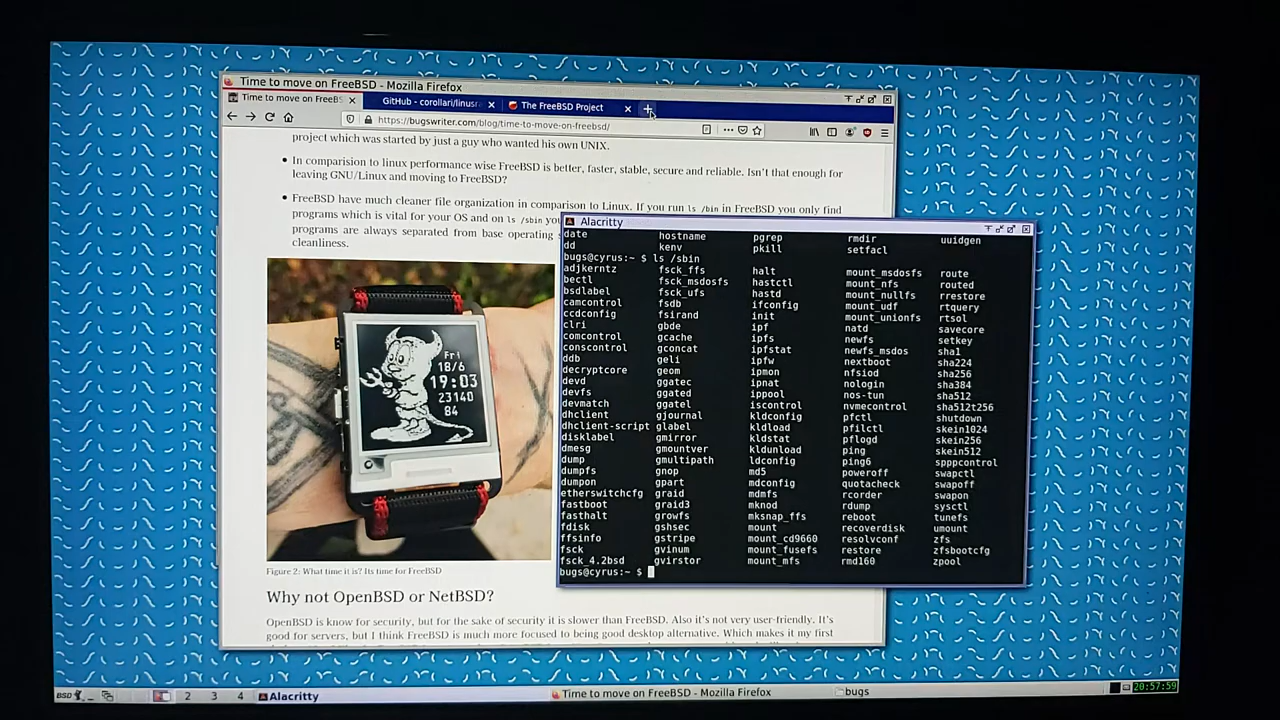 Time to move on FreeBSD - Mozilla Firefox
Time to move on FreeBS
GitHub - corollari/linusr
The FreeBSD Project
https://bugswriter.com/blog/time-to-move-on-freebsd/
project which was started by just a guy who wanted his own UNIX.
In comparision to linux performance wise FreeBSD is better, faster, stable, secure and reliable. Isn't that enough for
leaving GNU/Linux and moving to FreeBSD?
FreeBSD have much cleaner file organization in comparison to Linux. If you run ls /bin in FreeBSD you only find
programs which is vital for your OS and on ls /sbin you
programs are always separated from base operating s
cleanliness.
Fri
18/6
19:03
23140
84
Figure 2: What time it is? Its time for FreeBSD
Why not OpenBSD or NetBSD?
OpenBSD is know for security, but for the sake of security it is slower than FreeBSD. Also it's not very user-friendly. It's
good for servers, but I think FreeBSD is much more focused to being good desktop alternative. Which makes it my first
Alacritty
date hostname pgrep rmdir uuidgen
dd kenv pkill setfacl
bugs@cyrus:~ $ ls /sbin
adjkerntz fsck_ffs halt mount_msdosfs route
bectl fsck_msdosfs hastctl mount_nfs routed
bsdlabel fsck_ufs hastd mount_nullfs rrestore
camcontrol fsdb ifconfig mount_udf rtquery
ccdconfig fsirand init mount_unionfs rtsol
clri gbde ipf natd savecore
comcontrol gcache ipfs newfs setkey
conscontrol gconcat ipfstat newfs_msdos sha1
ddb geli ipfw nextboot sha224
decryptcore geom ipmon nfsiod sha256
devd ggatec ipnat nologin sha384
devfs ggated ippool nos-tun sha512
devmatch ggatel iscontrol nvmecontrol sha512t256
dhclient gjournal kldconfig pfctl shutdown
dhclient-script glabel kldload pfilctl skein1024
disklabel gmirror kldstat pflogd skein256
dmesg gmountver kldunload ping skein512
dump gmultipath ldconfig ping6 spppcontrol
dumpfs gnop md5 poweroff swapctl
dumpon gpart mdconfig quotacheck swapoff
etherswitchcfg graid mdmfs rcorder swapon
fastboot graid3 mknod rdump sysctl
fasthalt growfs mksnap_ffs reboot tunefs
fdisk gshsec mount recoverdisk umount
ffsinfo gstripe mount_cd9660 resolvconf zfs
fsck gvinum mount_fusefs restore zfsbootcfg
fsck_4.2bsd gvirstor mount_mfs rmd160 zpool
bugs@cyrus:~ $
BSD 2 3 4 Alacritty Time to move on FreeBSD - Mozilla Firefox bugs 20:57:59